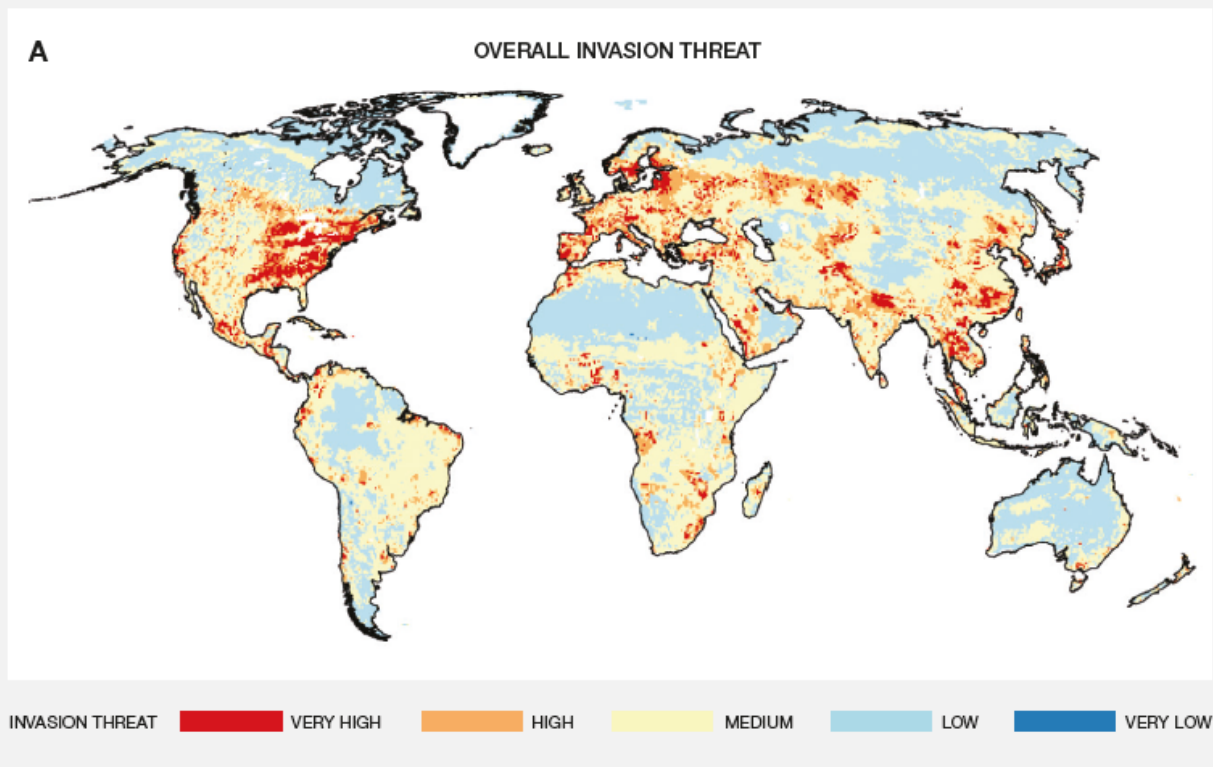 A
OVERALL INVASION THREAT
INVASION THREAT VERY HIGH HIGH MEDIUM LOW VERY LOW